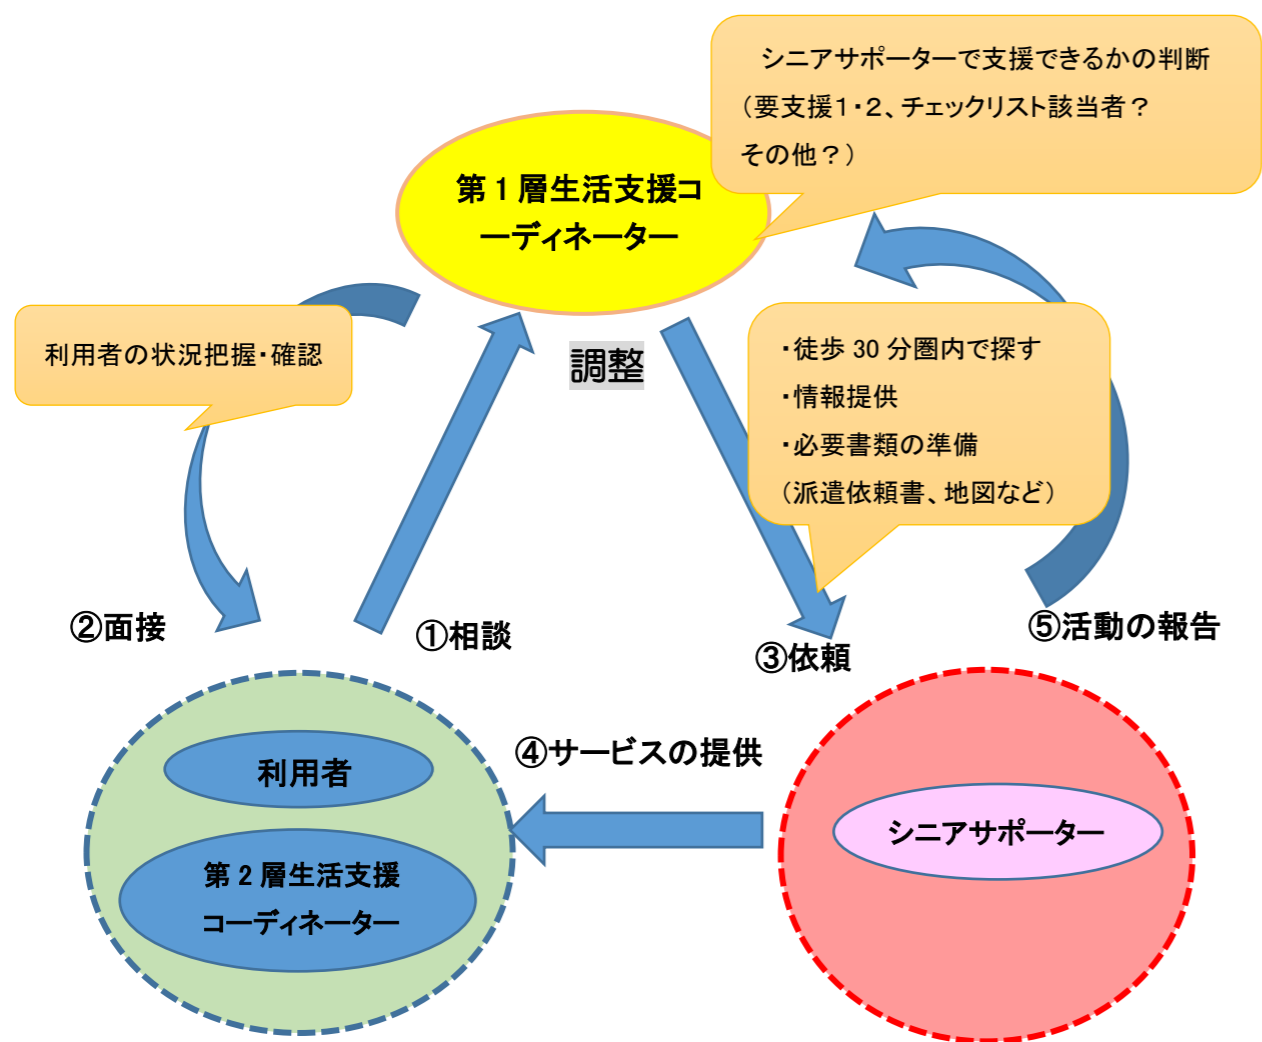 シニアサポーターで支援できるかの判断
（要支援１・２、チェックリスト該当者？
その他？）
第１層生活支援コ
ーディネーター
利用者の状況把握・確認
調整
・徒歩 30 分圏内で探す
・情報提供
・必要書類の準備
（派遣依頼書、地図など）
②面接
①相談
③依頼
⑤活動の報告
④サービスの提供
利用者
第２層生活支援
コーディネーター
シニアサポーター